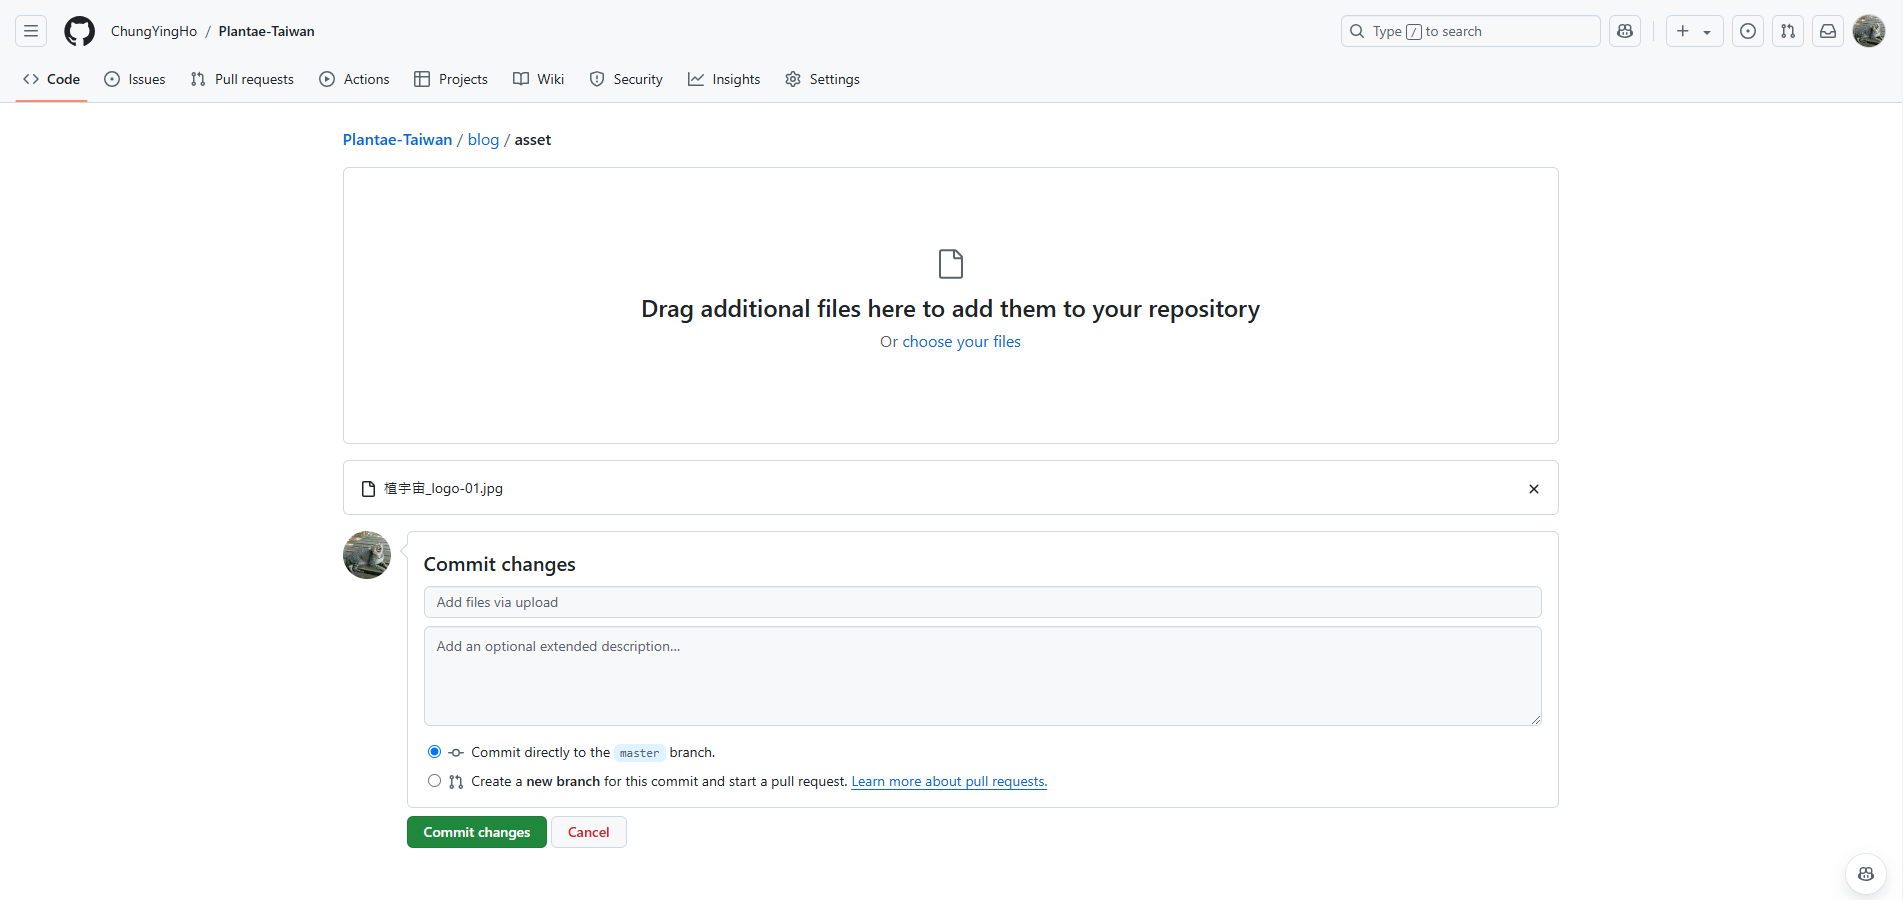 ChungYingHo / Plantae-Taiwan
Type / to search
Code Issues Pull requests Actions Projects Wiki Security Insights Settings
Plantae-Taiwan / blog / asset
Drag additional files here to add them to your repository
Or choose your files
植宇宙_logo-01.jpg
Commit changes
Add files via upload
Add an optional extended description...
Commit directly to the master branch.
Create a new branch for this commit and start a pull request. Learn more about pull requests.
Commit changes Cancel